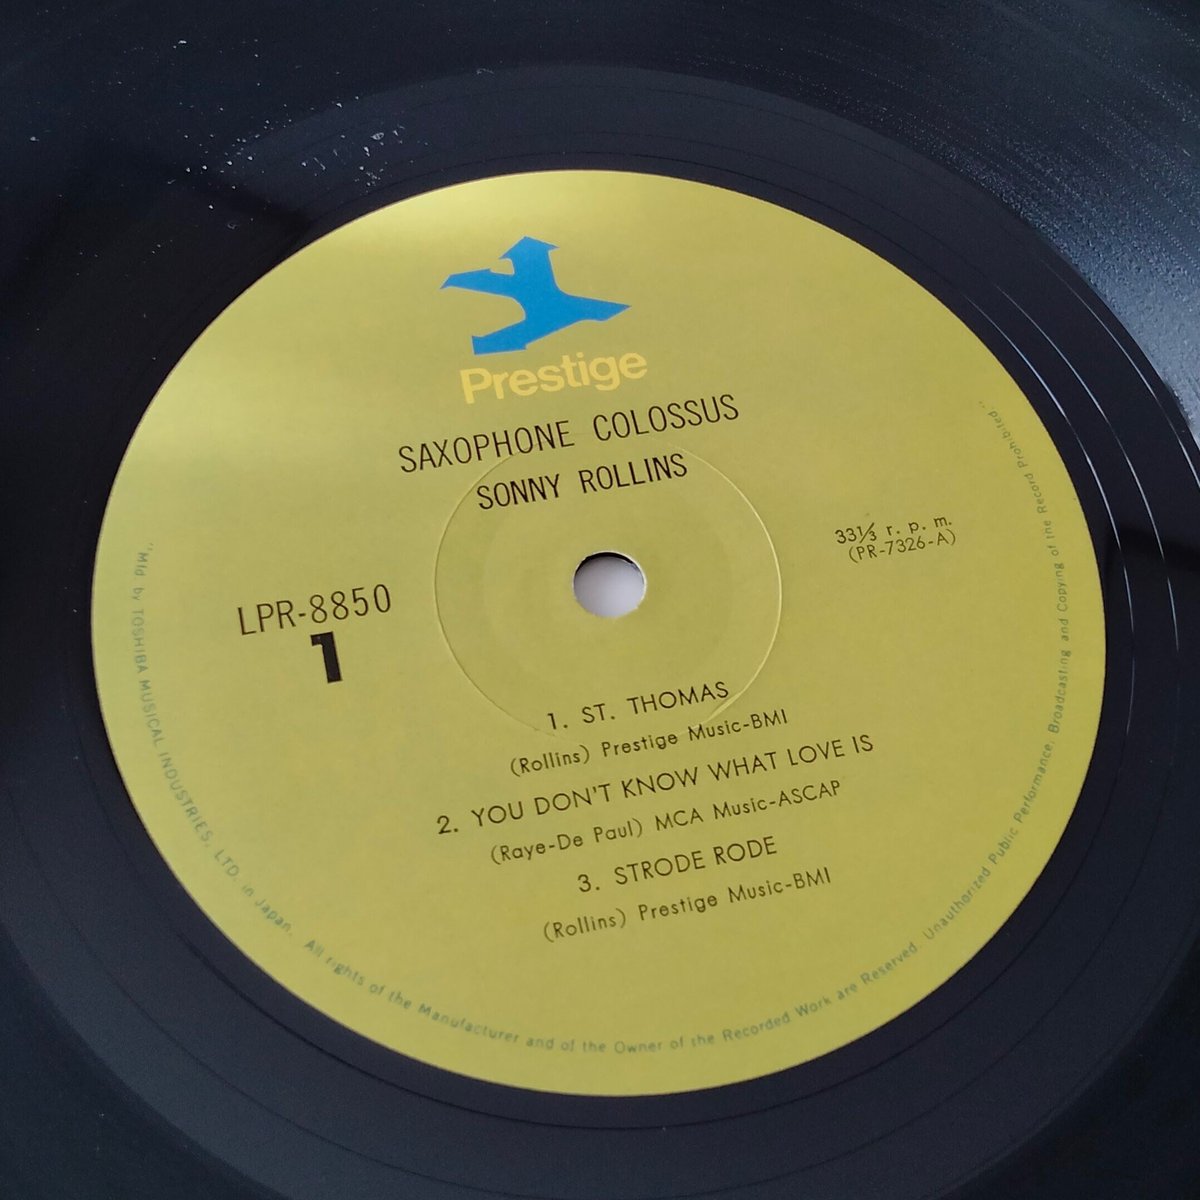 Prestige
SAXOPHONE COLOSSUS
SONNY ROLLINS
33⅓ r. p. m.
(PR-7326-A)
LPR-8850
1
1. ST. THOMAS
(Rollins) Prestige Music-BMI
2. YOU DON'T KNOW WHAT LOVE IS
(Raye-De Paul) MCA Music-ASCAP
3. STRODE RODE
(Rollins) Prestige Music-BMI
"Mfd by TOSHIBA MUSICAL INDUSTRIES, LTD. in Japan. All rights of the Manufacturer and of the Owner of the Recorded Work are Reserved. Unauthorized Public Performance, Broadcasting and Copying of the Record Prohibited."